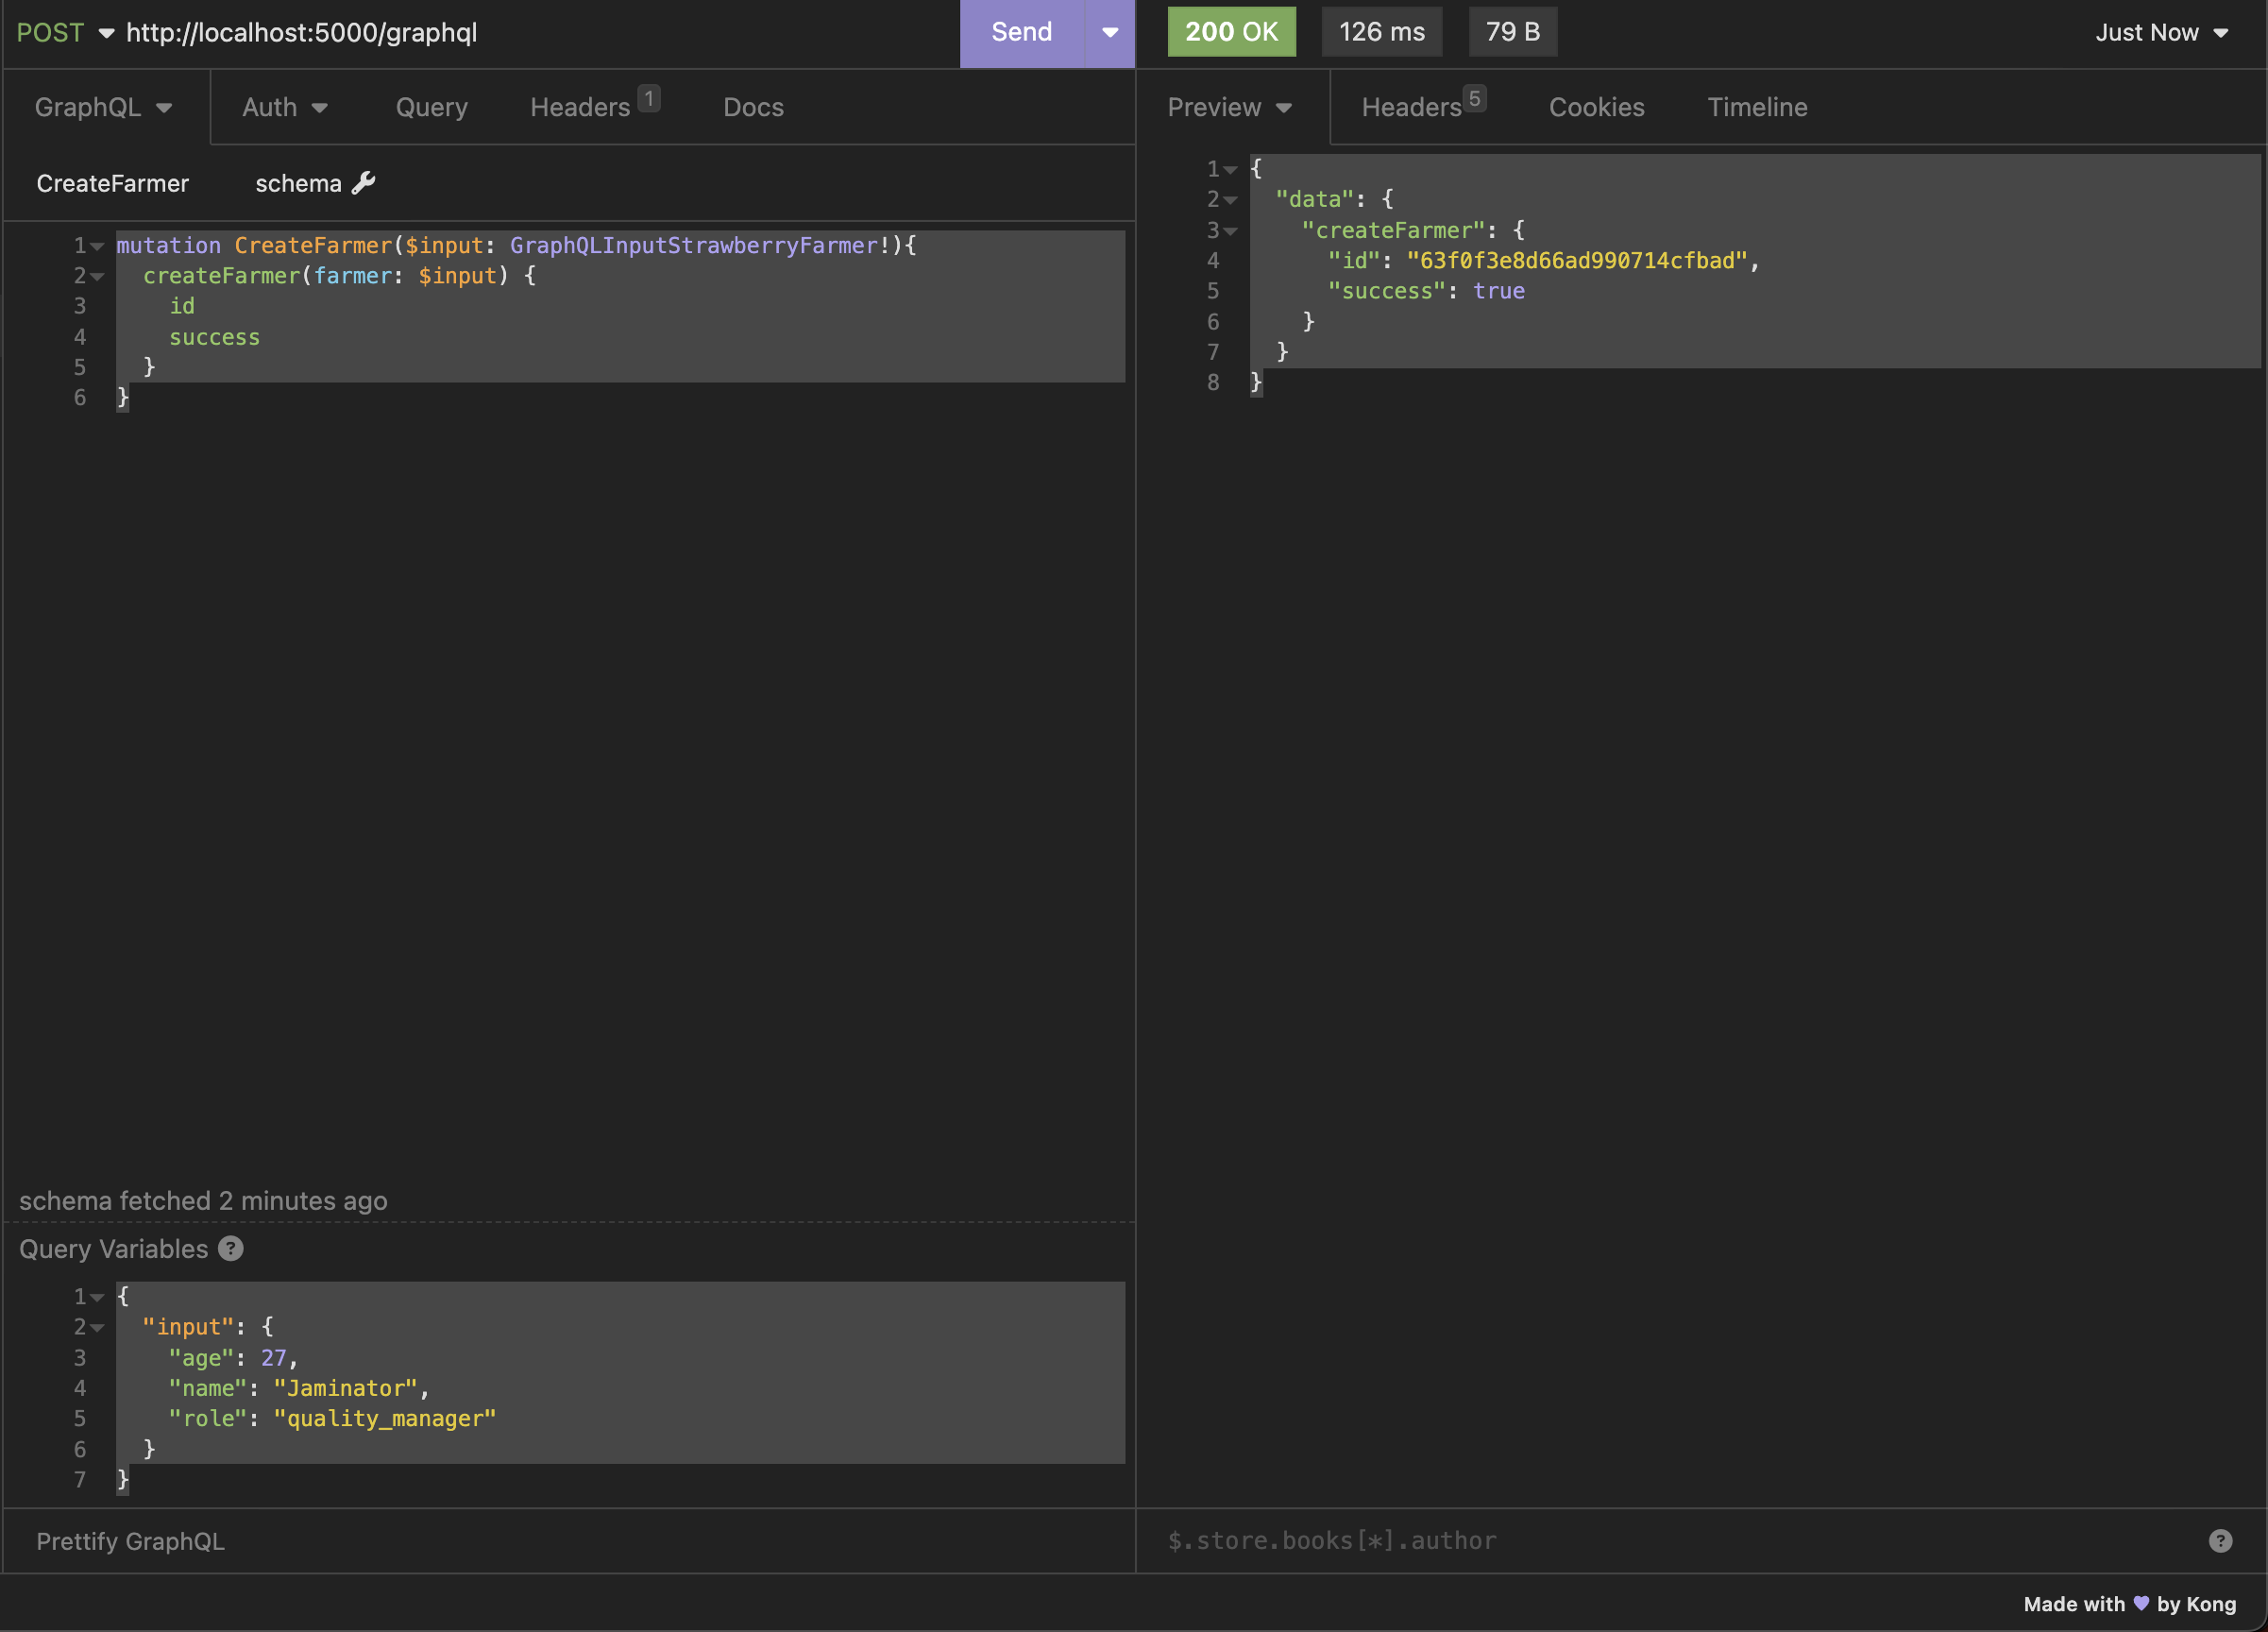 POST http://localhost:5000/graphql Send
GraphQL Auth Query Headers 1 Docs
CreateFarmer schema
1 mutation CreateFarmer($input: GraphQLInputStrawberryFarmer!){
2   createFarmer(farmer: $input) {
3     id
4     success
5   }
6 }
schema fetched 2 minutes ago
Query Variables ?
1 {
2   "input": {
3     "age": 27,
4     "name": "Jaminator",
5     "role": "quality_manager"
6   }
7 }
Prettify GraphQL
200 OK 126 ms 79 B Just Now
Preview Headers 5 Cookies Timeline
1 {
2   "data": {
3     "createFarmer": {
4       "id": "63f0f3e8d66ad990714cfbad",
5       "success": true
6     }
7   }
8 }
$.store.books[*].author ?
Made with 💜 by Kong